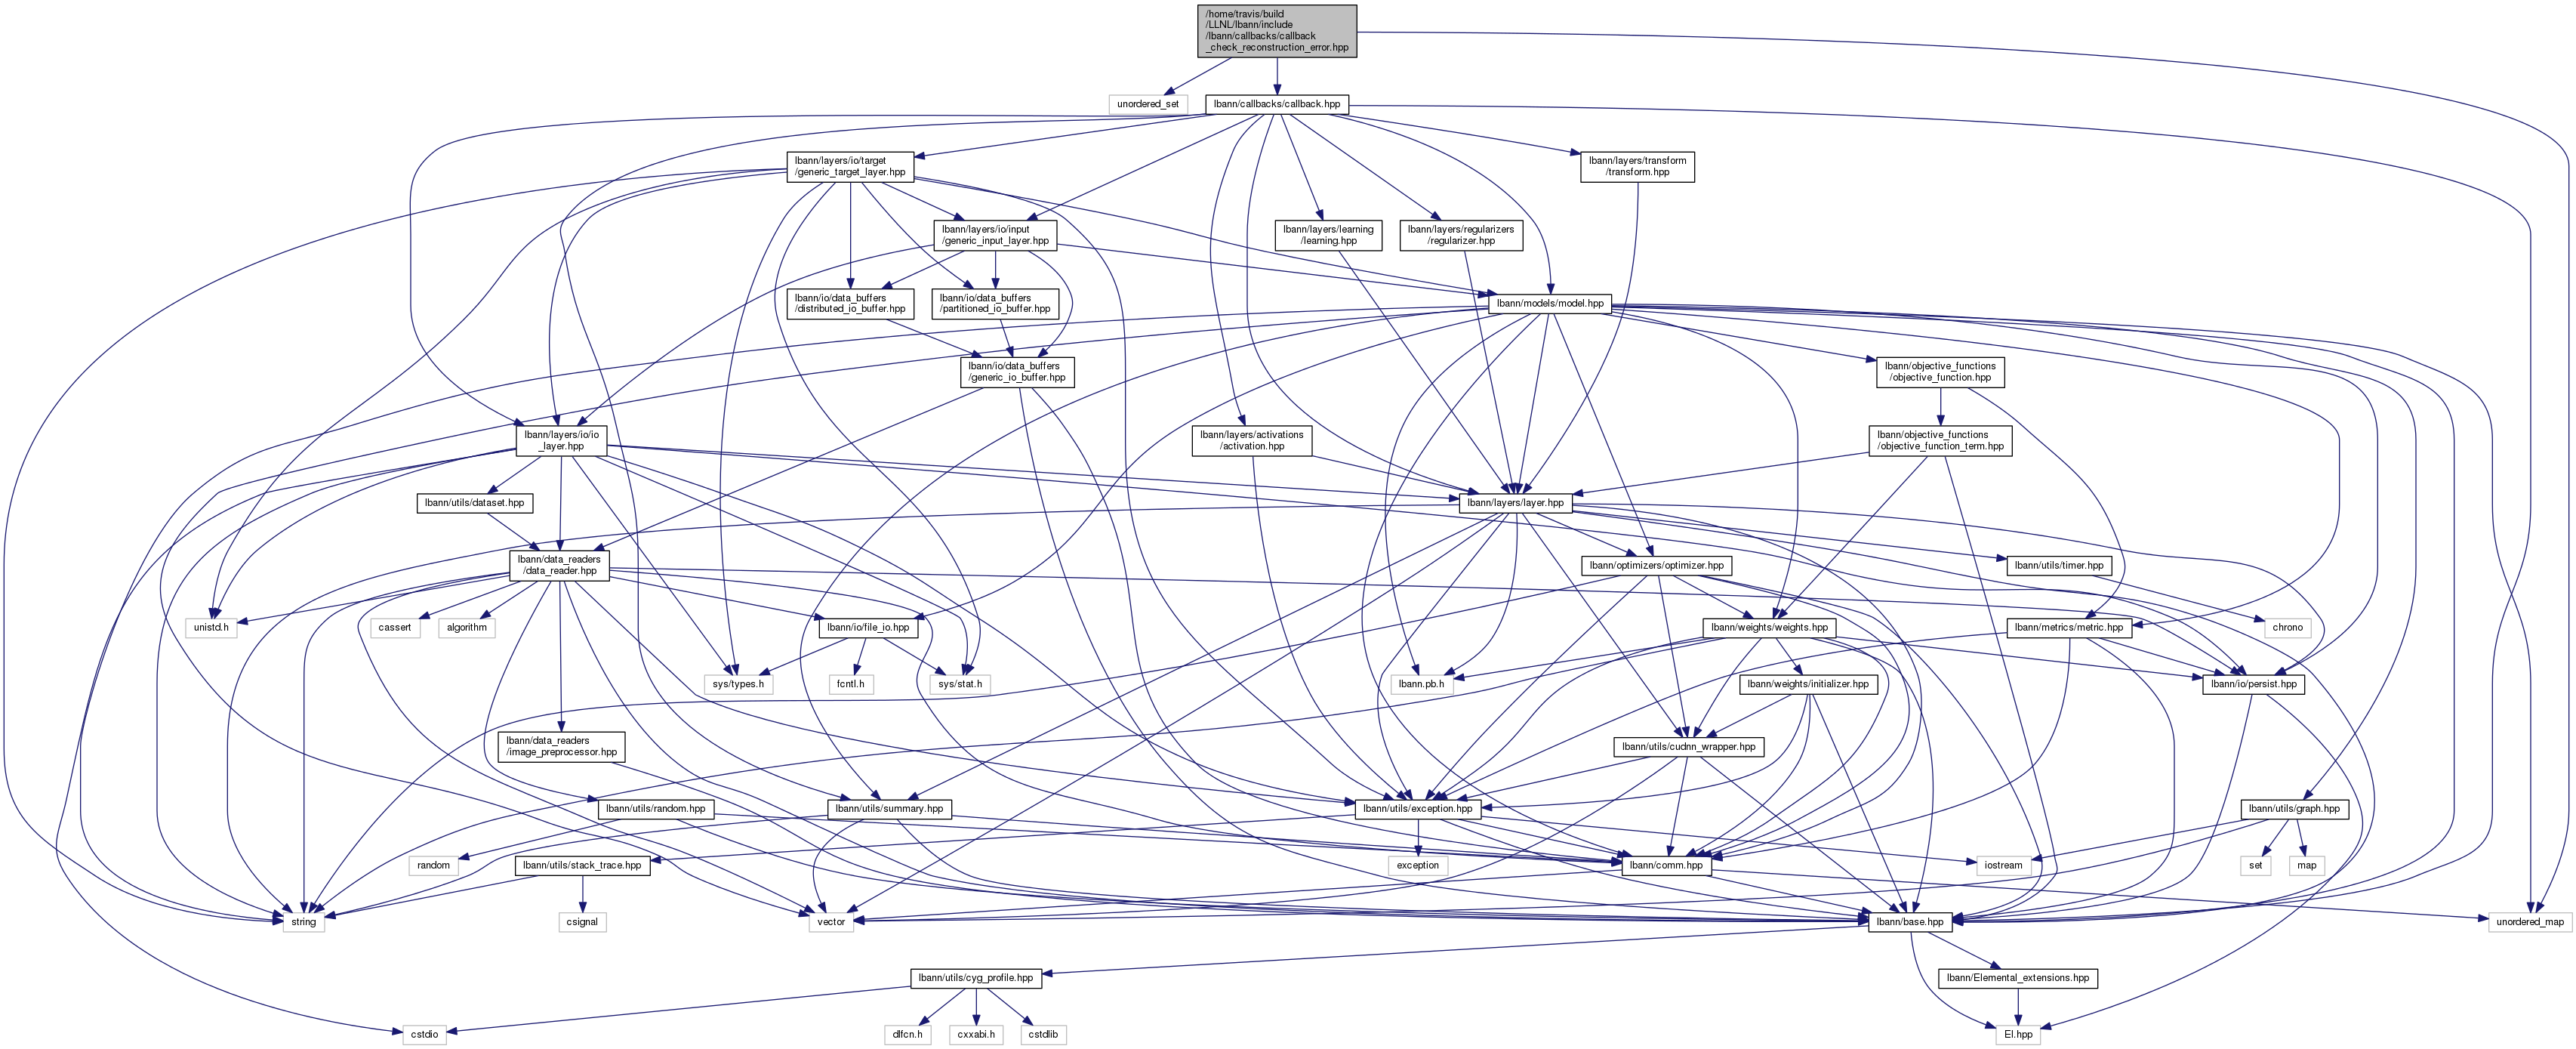 /home/travis/build
/LLNL/lbann/include
/lbann/callbacks/callback
_check_reconstruction_error.hpp
unordered_set
lbann/callbacks/callback.hpp
lbann/layers/io/target
/generic_target_layer.hpp
lbann/layers/transform
/transform.hpp
lbann/layers/io/input
/generic_input_layer.hpp
lbann/layers/learning
/learning.hpp
lbann/layers/regularizers
/regularizer.hpp
lbann/io/data_buffers
/distributed_io_buffer.hpp
lbann/io/data_buffers
/partitioned_io_buffer.hpp
lbann/models/model.hpp
lbann/io/data_buffers
/generic_io_buffer.hpp
lbann/objective_functions
/objective_function.hpp
lbann/layers/io/io
_layer.hpp
lbann/layers/activations
/activation.hpp
lbann/objective_functions
/objective_function_term.hpp
lbann/utils/dataset.hpp
lbann/layers/layer.hpp
lbann/data_readers
/data_reader.hpp
lbann/optimizers/optimizer.hpp
lbann/utils/timer.hpp
unistd.h
cassert
algorithm
lbann/io/file_io.hpp
lbann/weights/weights.hpp
lbann/metrics/metric.hpp
chrono
sys/types.h
fcntl.h
sys/stat.h
lbann.pb.h
lbann/weights/initializer.hpp
lbann/io/persist.hpp
lbann/data_readers
/image_preprocessor.hpp
lbann/utils/cudnn_wrapper.hpp
lbann/utils/random.hpp
lbann/utils/summary.hpp
lbann/utils/exception.hpp
lbann/utils/graph.hpp
random
lbann/utils/stack_trace.hpp
exception
lbann/comm.hpp
iostream
set
map
string
csignal
vector
lbann/base.hpp
unordered_map
lbann/utils/cyg_profile.hpp
lbann/Elemental_extensions.hpp
cstdio
dlfcn.h
cxxabi.h
cstdlib
El.hpp